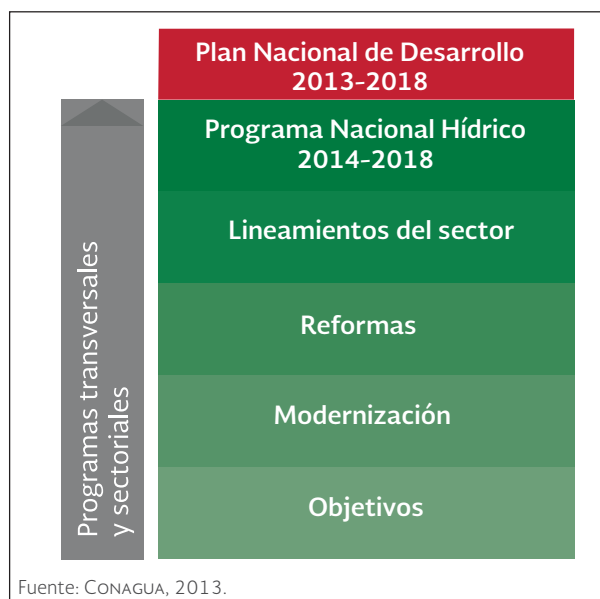 Plan Nacional de Desarrollo
2013-2018
Programa Nacional Hídrico
2014-2018
Lineamientos del sector
Reformas
Modernización
Objetivos
Programas transversales
y sectoriales
Fuente: CONAGUA, 2013.